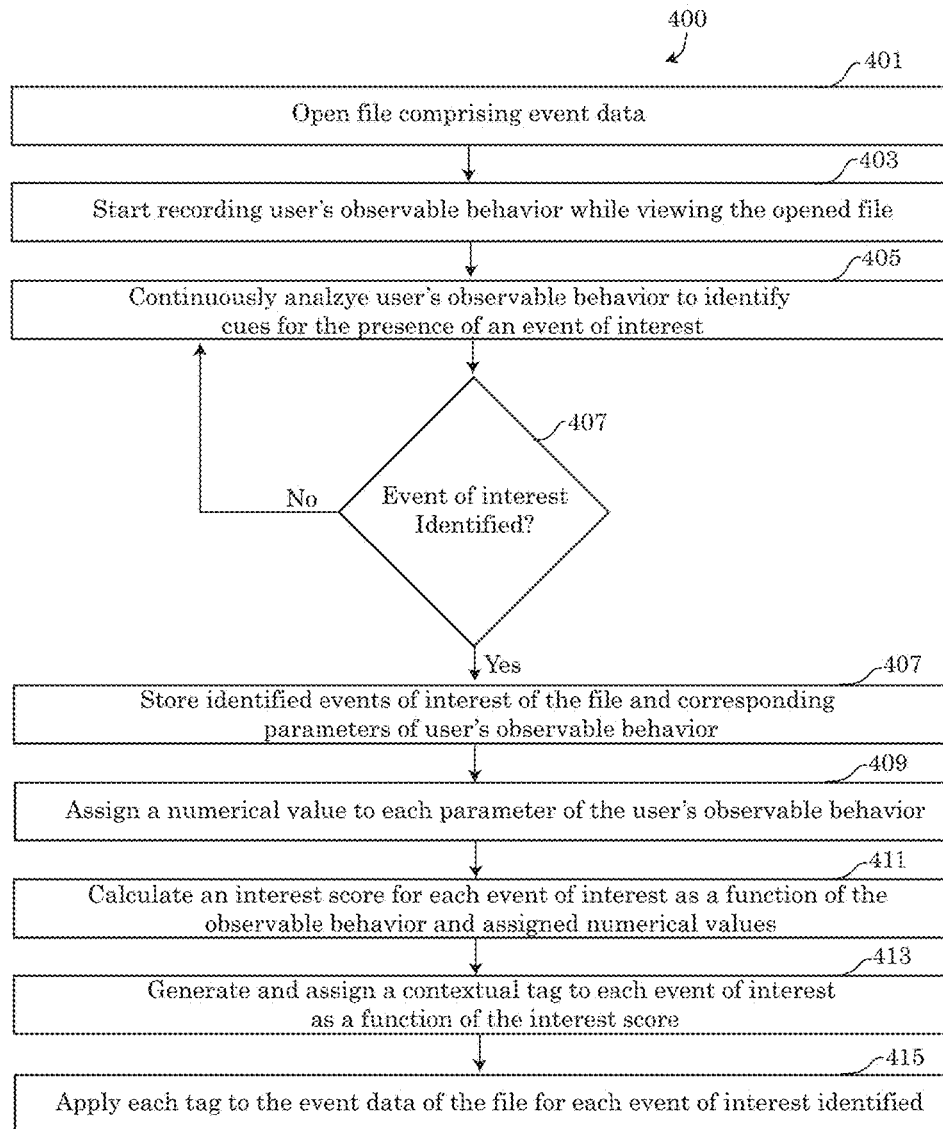 400
401
Open file comprising event data
403
Start recording user's observable behavior while viewing the opened file
405
Continuously analzye user's observable behavior to identify
cues for the presence of an event of interest
407
Event of interest
Identified?
No
Yes
407
Store identified events of interest of the file and corresponding
parameters of user's observable behavior
409
Assign a numerical value to each parameter of the user's observable behavior
411
Calculate an interest score for each event of interest as a function of the
observable behavior and assigned numerical values
413
Generate and assign a contextual tag to each event of interest
as a function of the interest score
415
Apply each tag to the event data of the file for each event of interest identified